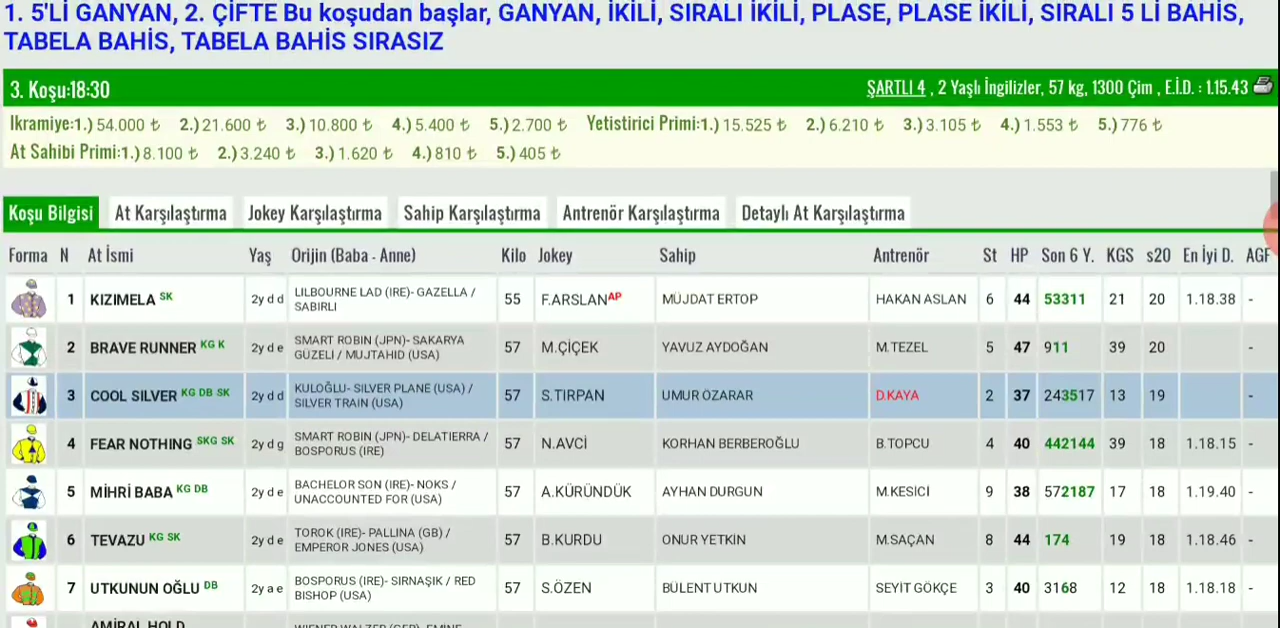 1. 5'Lİ GANYAN, 2. ÇİFTE Bu koşudan başlar, GANYAN, İKİLİ, SIRALI İKİLİ, PLASE, PLASE İKİLİ, SIRALI 5 Lİ BAHİS,
TABELA BAHİS, TABELA BAHİS SIRASIZ
3. Koşu:18:30 ŞARTLI 4 , 2 Yaşlı İngilizler, 57 kg, 1300 Çim , E.İ.D. : 1.15.43
Ikramiye:1.) 54.000 ₺ 2.) 21.600 ₺ 3.) 10.800 ₺ 4.) 5.400 ₺ 5.) 2.700 ₺ Yetistirici Primi:1.) 15.525 ₺ 2.) 6.210 ₺ 3.) 3.105 ₺ 4.) 1.553 ₺ 5.) 776 ₺
At Sahibi Primi:1.) 8.100 ₺ 2.) 3.240 ₺ 3.) 1.620 ₺ 4.) 810 ₺ 5.) 405 ₺
Koşu Bilgisi At Karşılaştırma Jokey Karşılaştırma Sahip Karşılaştırma Antrenör Karşılaştırma Detaylı At Karşılaştırma
Forma N At İsmi Yaş Orijin (Baba - Anne) Kilo Jokey Sahip Antrenör St HP Son 6 Y. KGS s20 En İyi D. AGF
1 KIZIMELA SK 2y d d LILBOURNE LAD (IRE)- GAZELLA / SABIRLI 55 F.ARSLAN AP MÜJDAT ERTOP HAKAN ASLAN 6 44 53311 21 20 1.18.38 -
2 BRAVE RUNNER KG K 2y d e SMART ROBIN (JPN)- SAKARYA GÜZELİ / MUJTAHID (USA) 57 M.ÇİÇEK YAVUZ AYDOĞAN M.TEZEL 5 47 911 39 20 -
3 COOL SILVER KG DB SK 2y d d KULOĞLU- SILVER PLANE (USA) / SILVER TRAIN (USA) 57 S.TIRPAN UMUR ÖZARAR D.KAYA 2 37 243517 13 19 -
4 FEAR NOTHING SKG SK 2y d g SMART ROBIN (JPN)- DELATIERRA / BOSPORUS (IRE) 57 N.AVCİ KORHAN BERBEROĞLU B.TOPCU 4 40 442144 39 18 1.18.15 -
5 MİHRİ BABA KG DB 2y d e BACHELOR SON (IRE)- NOKS / UNACCOUNTED FOR (USA) 57 A.KÜRÜNDÜK AYHAN DURGUN M.KESICİ 9 38 572187 17 18 1.19.40 -
6 TEVAZU KG SK 2y d e TOROK (IRE)- PALLINA (GB) / EMPEROR JONES (USA) 57 B.KURDU ONUR YETKİN M.SAÇAN 8 44 174 19 18 1.18.46 -
7 UTKUNUN OĞLU DB 2y a e BOSPORUS (IRE)- SIRNAŞIK / RED BISHOP (USA) 57 S.ÖZEN BÜLENT UTKUN SEYİT GÖKÇE 3 40 3168 12 18 1.18.18 -
AMİRAL HOLD